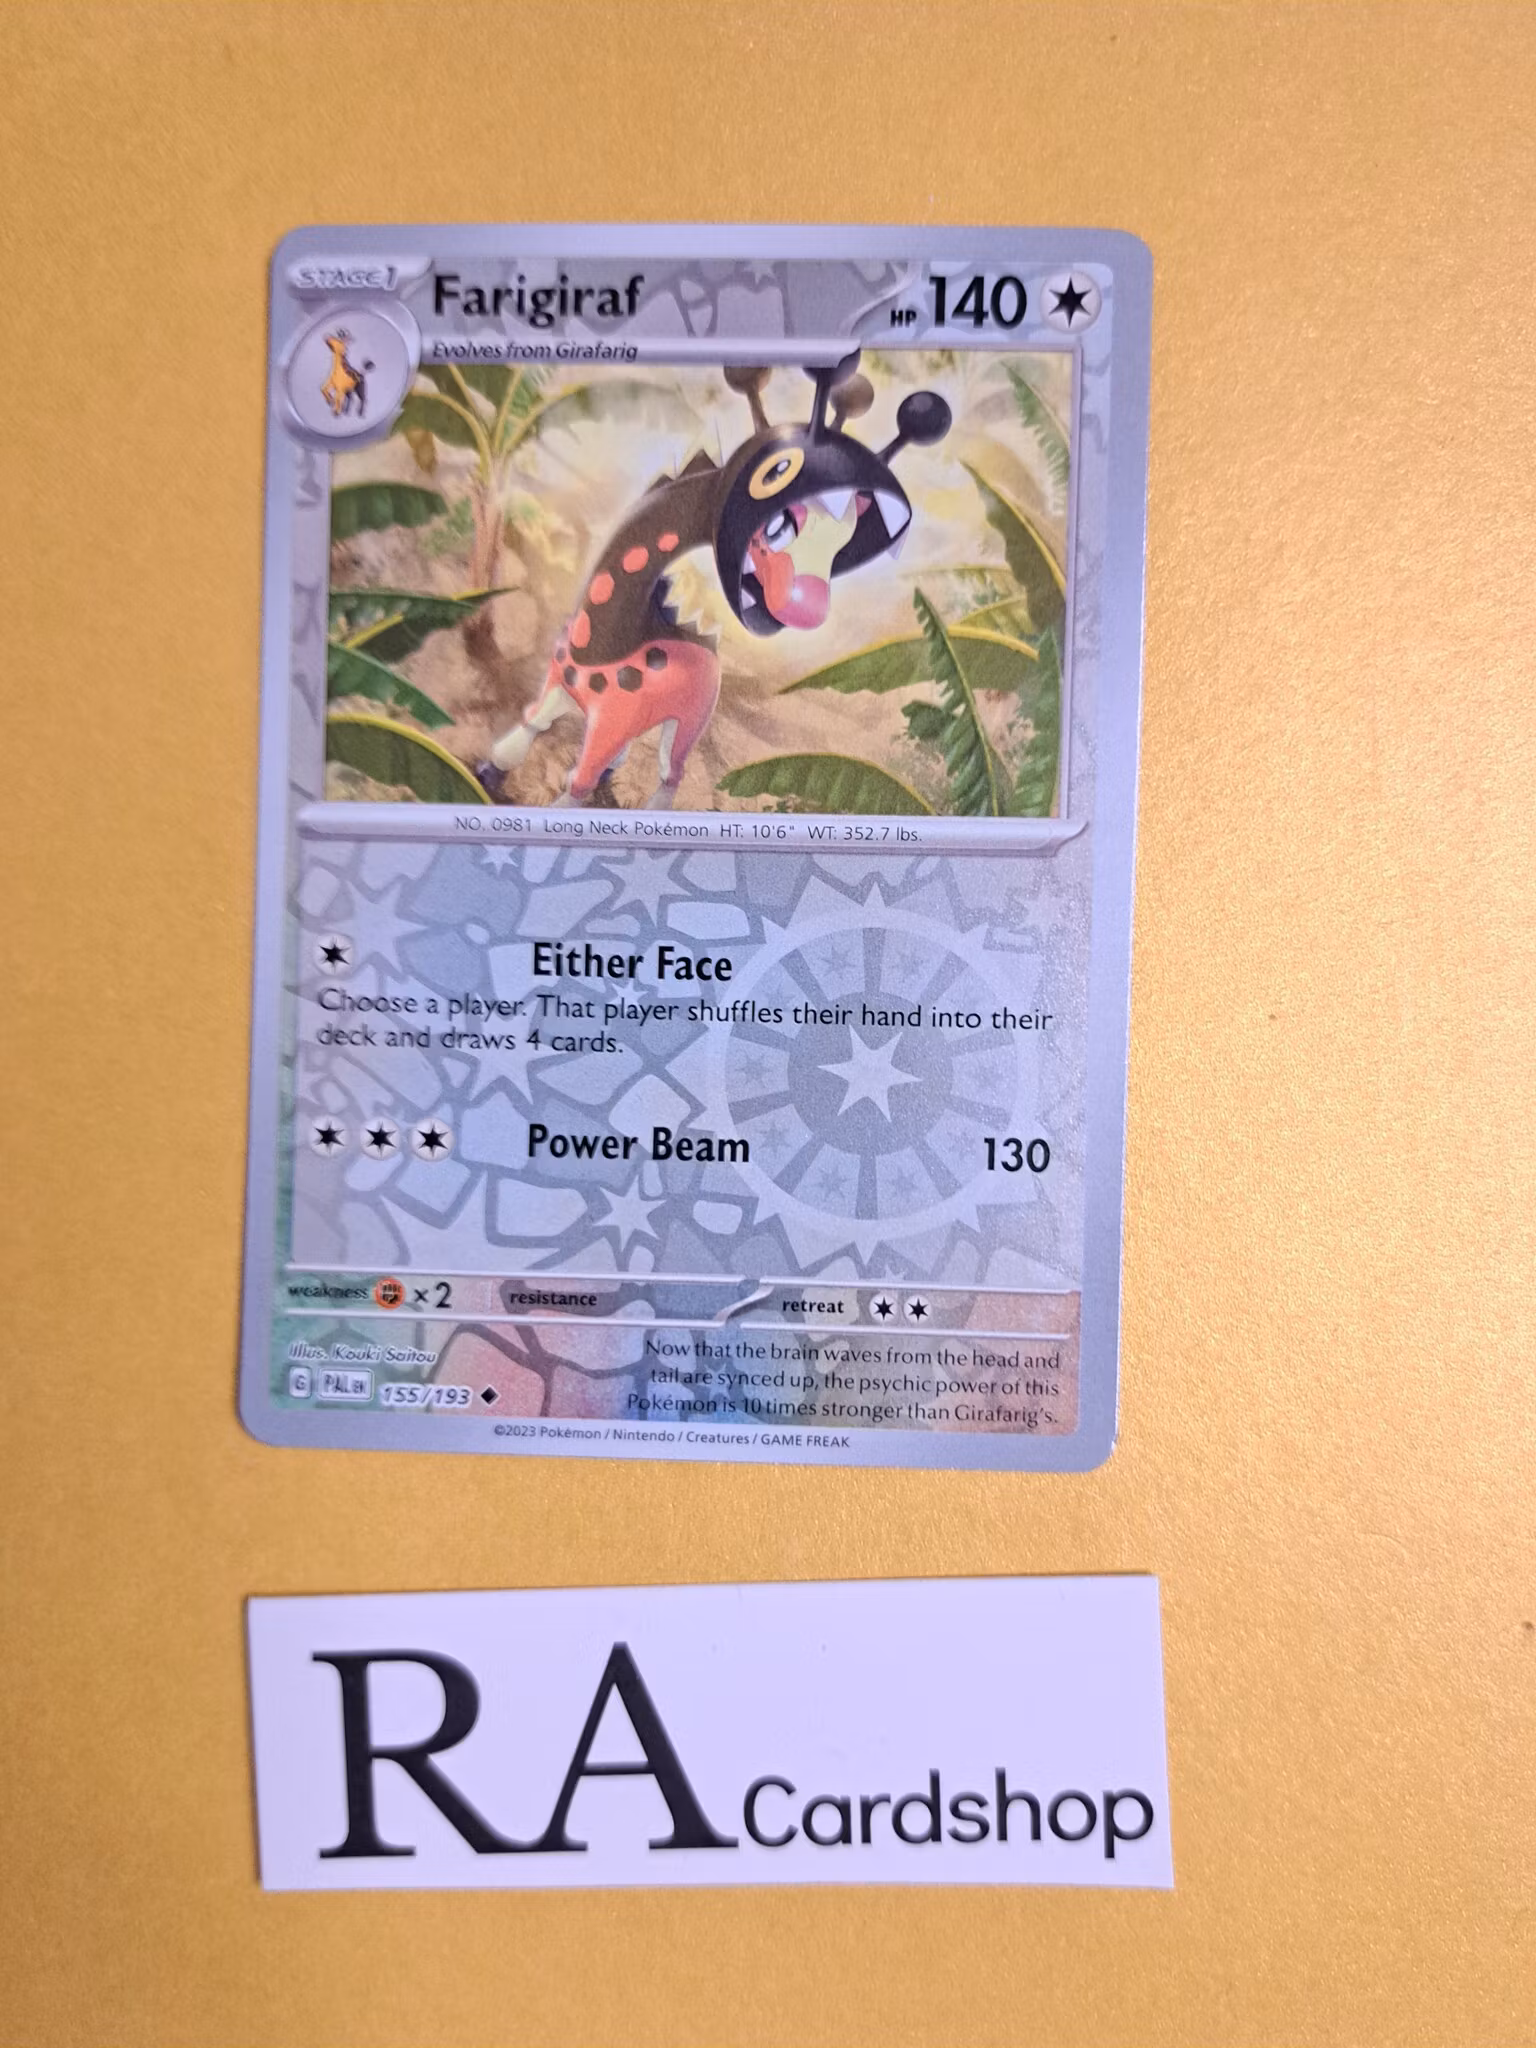 STAGE 1
Farigiraf
HP 140
Evolves from Girafarig
NO. 0981 Long Neck Pokémon HT: 10'6" WT: 352.7 lbs.
Either Face
Choose a player. That player shuffles their hand into their
deck and draws 4 cards.
Power Beam 130
weakness ×2 resistance retreat
Illus. Kouki Saitou
G PAL EN 155/193
Now that the brain waves from the head and
tail are synced up, the psychic power of this
Pokémon is 10 times stronger than Girafarig's.
©2023 Pokémon / Nintendo / Creatures / GAME FREAK
RA Cardshop